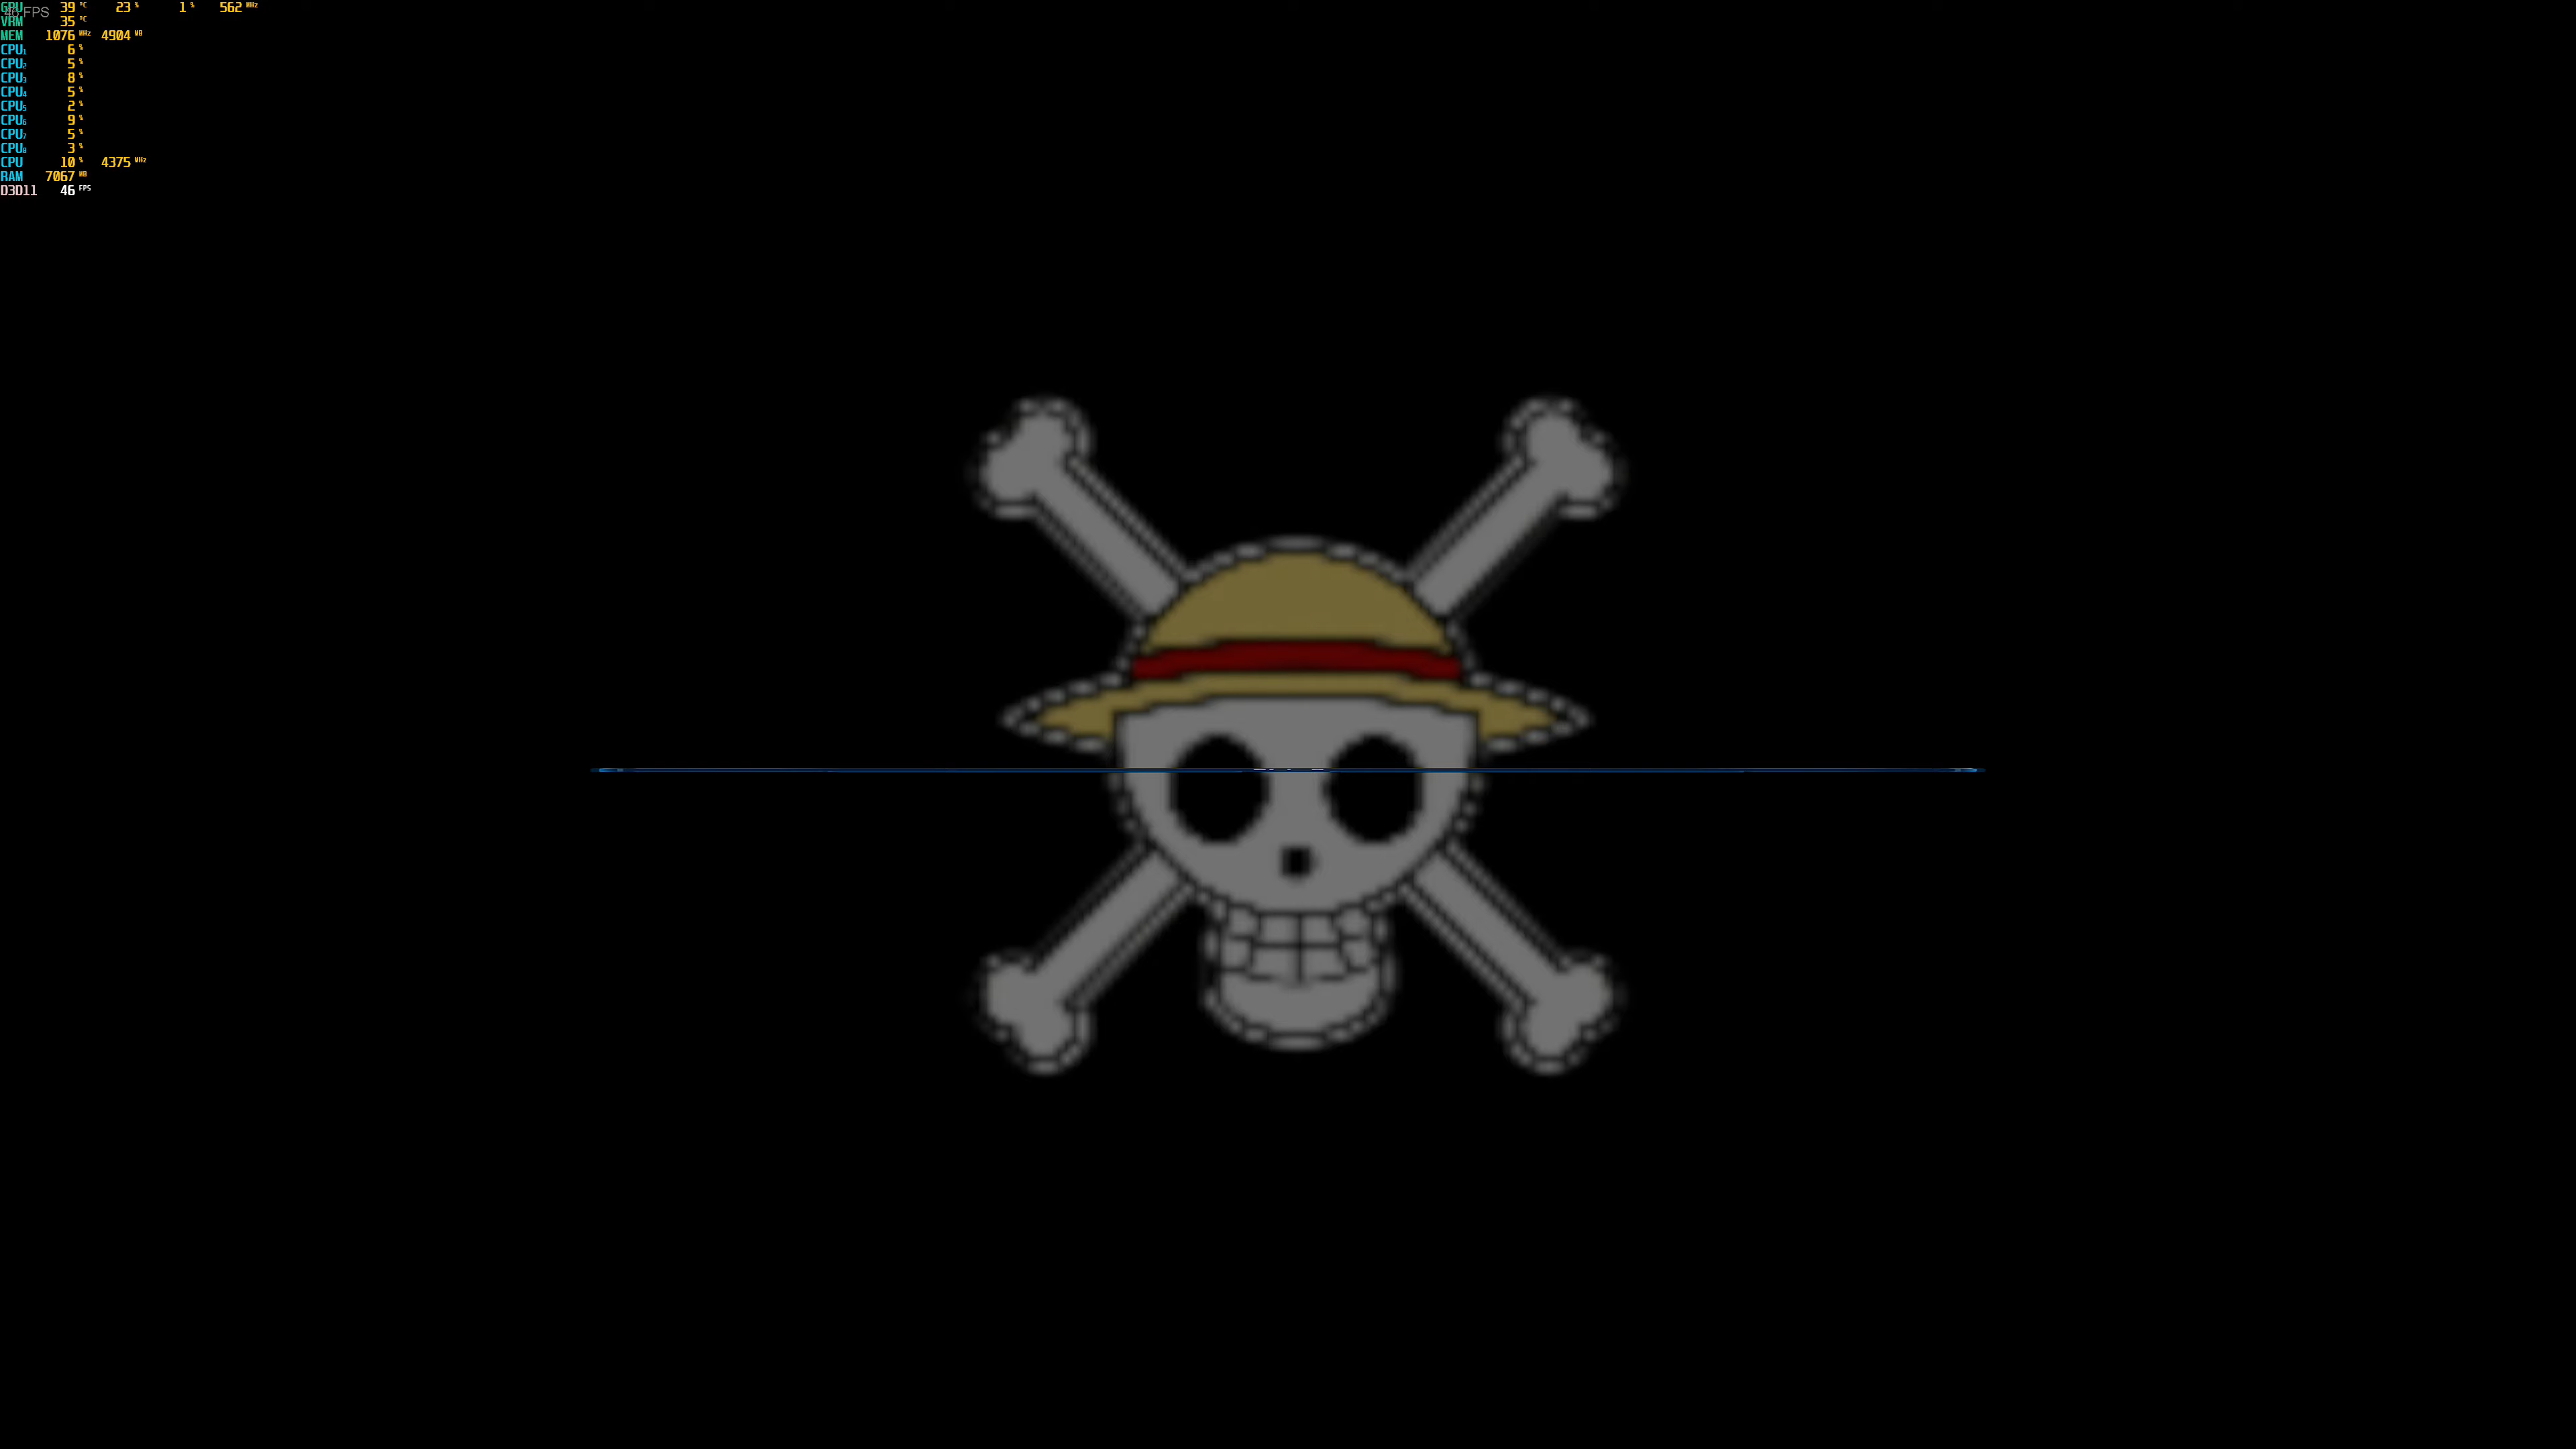 GPU 39 °C 23 % 1 % 562 MHz
FPS
VRM 35 °C
MEM 1076 MHz 4904 MB
CPU1 6 %
CPU2 5 %
CPU3 8 %
CPU4 5 %
CPU5 2 %
CPU6 9 %
CPU7 5 %
CPU8 3 %
CPU 10 % 4375 MHz
RAM 7067 MB
D3D11 46 FPS